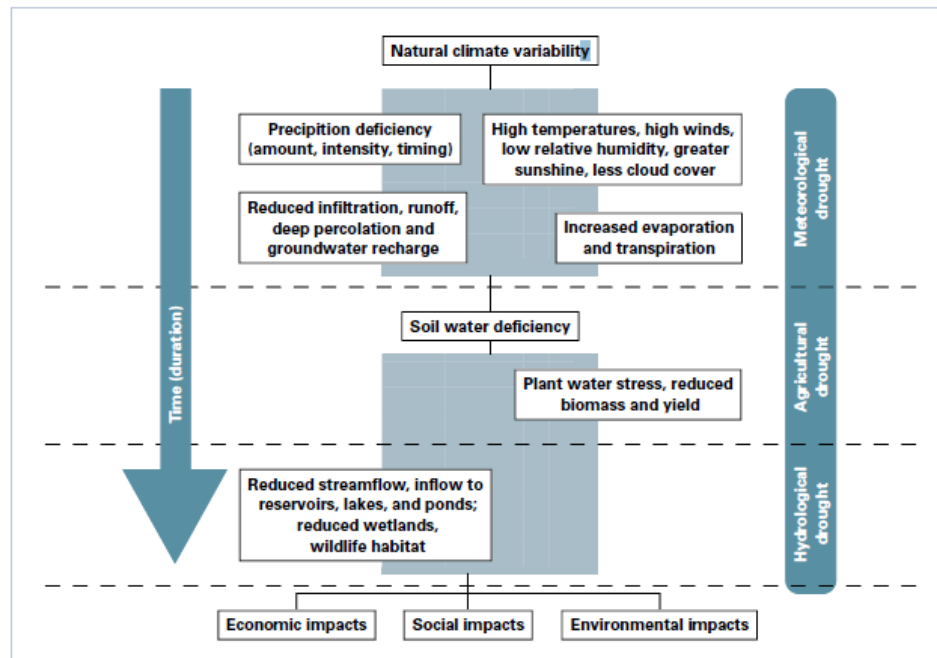 Natural climate variability
Precipition deficiency
(amount, intensity, timing)
High temperatures, high winds,
low relative humidity, greater
sunshine, less cloud cover
Reduced infiltration, runoff,
deep percolation and
groundwater recharge
Increased evaporation
and transpiration
Meteorological
drought
Time (duration)
Soil water deficiency
Plant water stress, reduced
biomass and yield
Agricultural
drought
Reduced streamflow, inflow to
reservoirs, lakes, and ponds;
reduced wetlands,
wildlife habitat
Hydrological
drought
Economic impacts
Social impacts
Environmental impacts